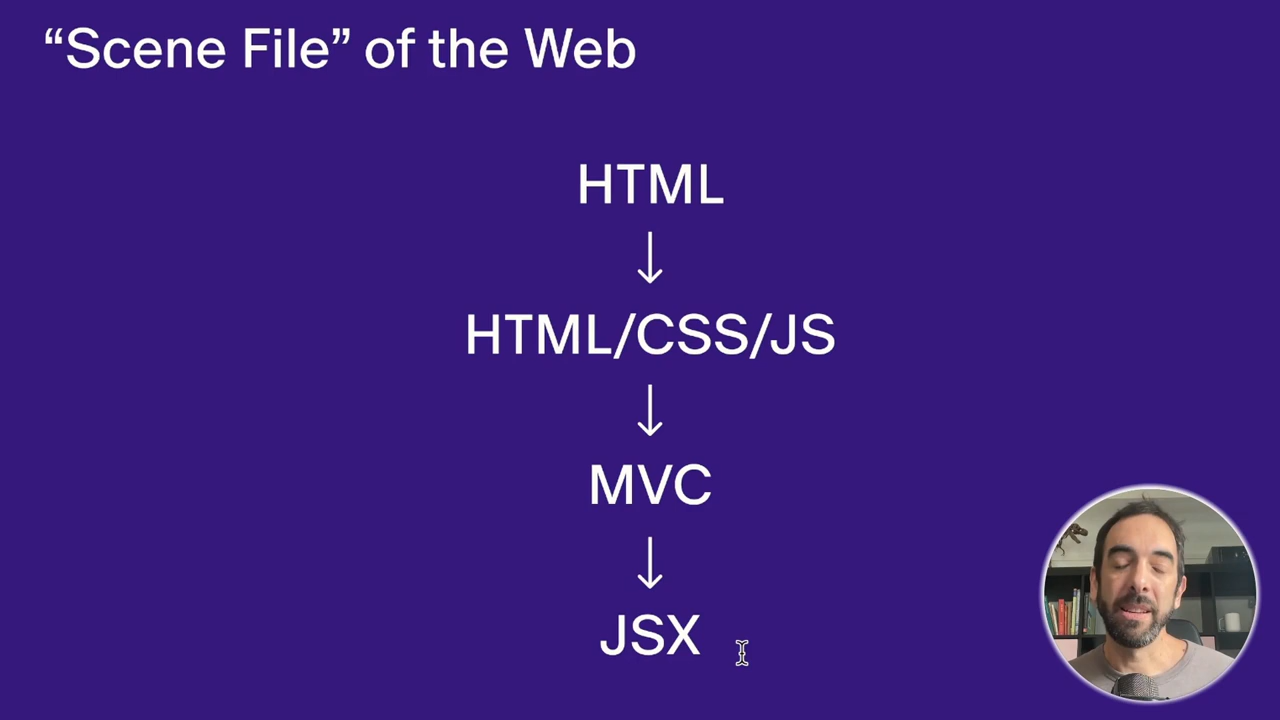 “Scene File” of the Web
HTML
↓
HTML/CSS/JS
↓
MVC
↓
JSX